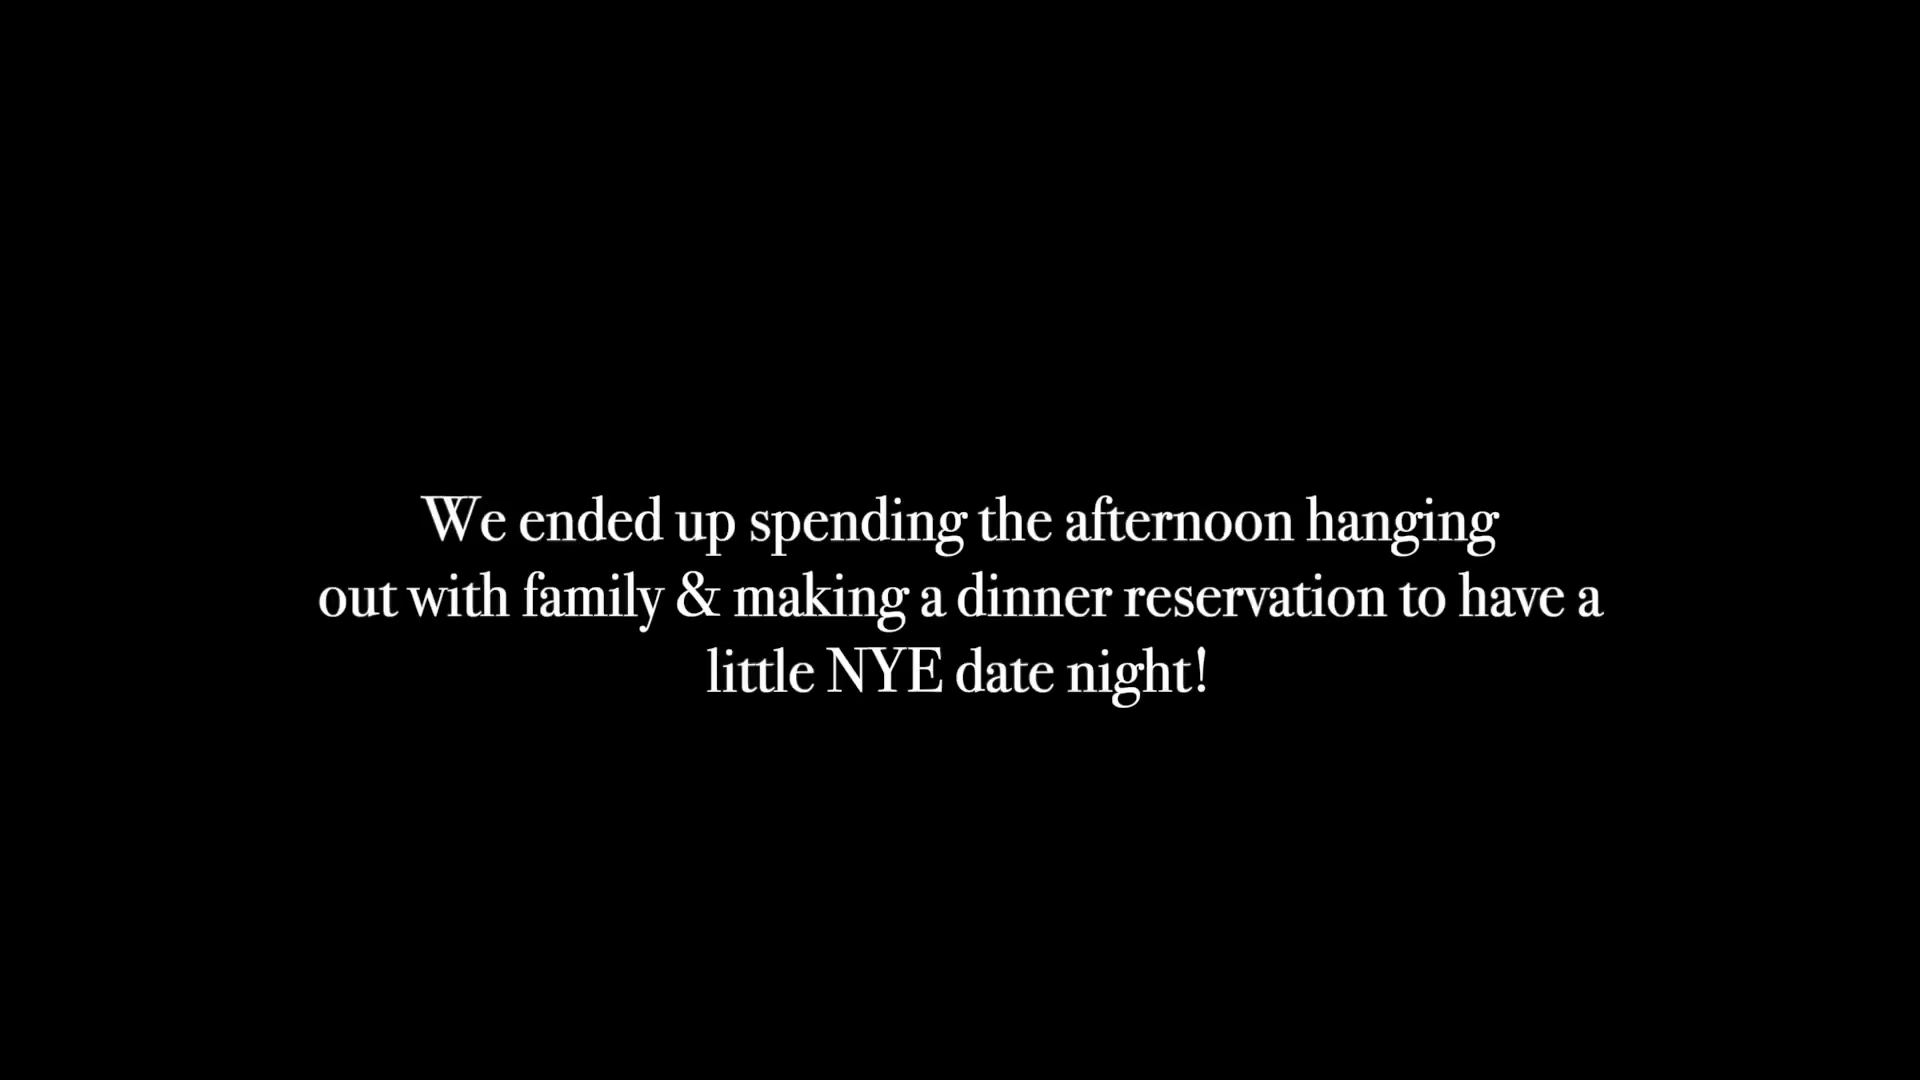 We ended up spending the afternoon hanging
out with family & making a dinner reservation to have a
little NYE date night!